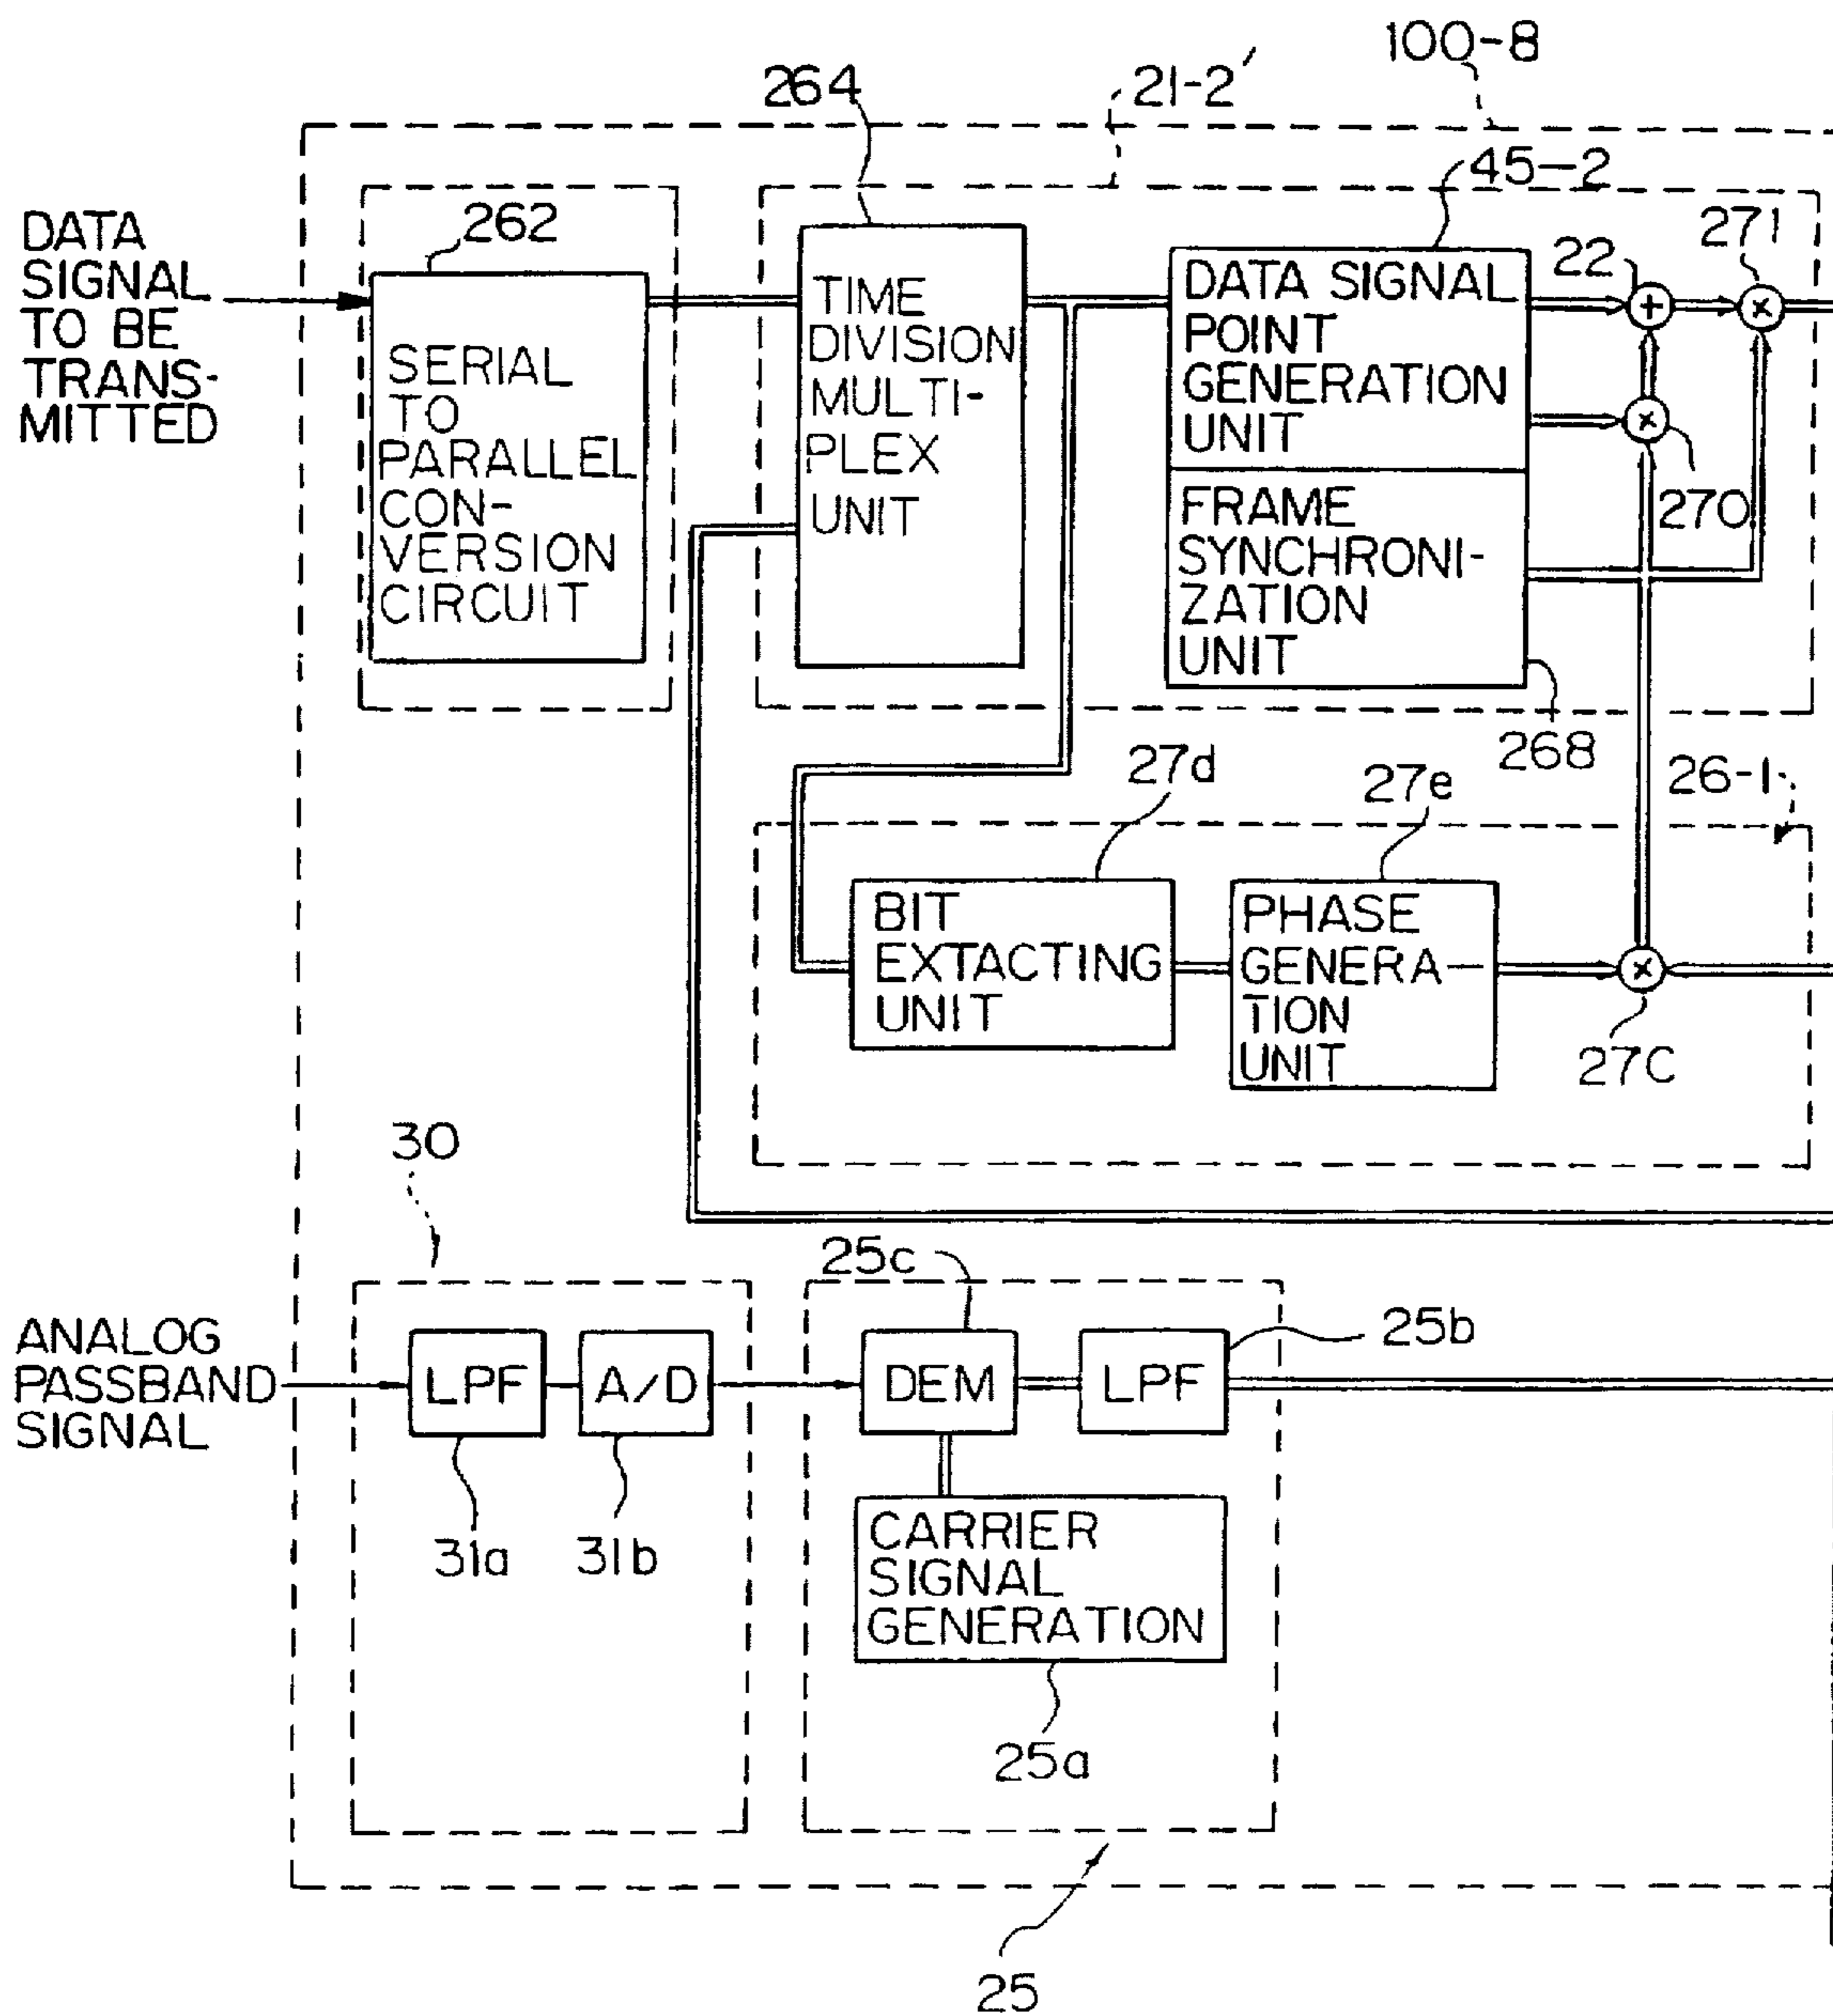 100-8
264
21-2'
45-2
DATA
SIGNAL
TO BE
TRANS-
MITTED
262
SERIAL
TO
PARALLEL
CON-
VERSION
CIRCUIT
TIME
DIVISION
MULTI-
PLEX
UNIT
DATA SIGNAL
POINT
GENERATION
UNIT
22
+
271
×
×
270
FRAME
SYNCHRONI-
ZATION
UNIT
268
27d
27e
26-1
BIT
EXTACTING
UNIT
PHASE
GENERA-
TION
UNIT
×
27C
30
25c
25b
ANALOG
PASSBAND
SIGNAL
LPF
A/D
DEM
LPF
31a
31b
CARRIER
SIGNAL
GENERATION
25a
25